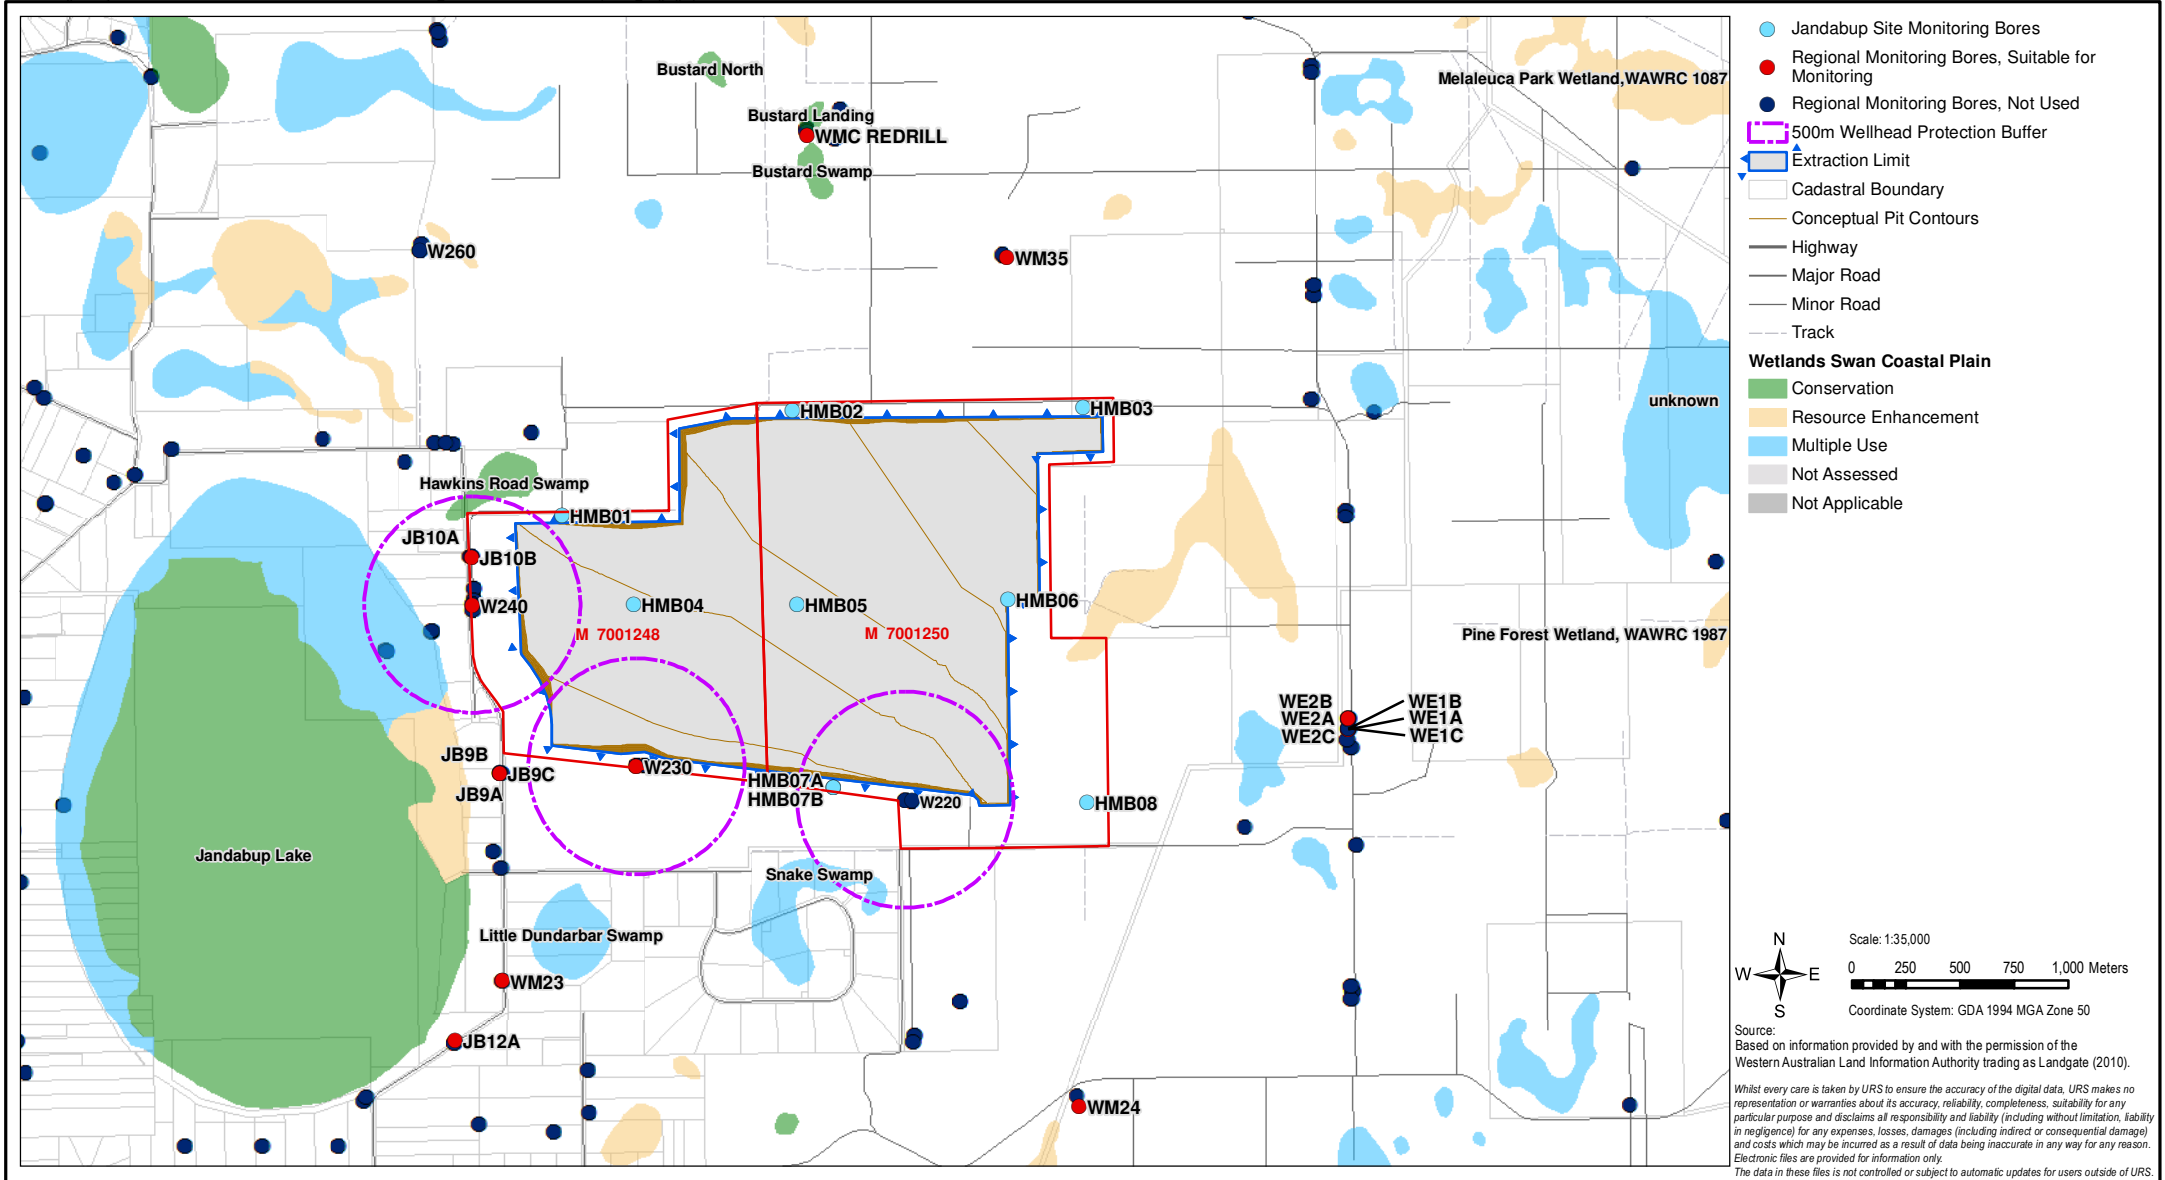 Bustard North
Bustard Landing
WMC REDRILL
Bustard Swamp
Melaleuca Park Wetland,WAWRC 1087
W260
WM35
unknown
HMB02
HMB03
Hawkins Road Swamp
HMB01
JB10A
JB10B
W240
HMB04
HMB05
HMB06
M 7001248
M 7001250
Pine Forest Wetland, WAWRC 1987
WE2B
WE1B
WE2A
WE1A
WE2C
WE1C
JB9B
JB9C
JB9A
W230
HMB07A
HMB07B
W220
HMB08
Jandabup Lake
Snake Swamp
Little Dundarbar Swamp
WM23
JB12A
WM24
Jandabup Site Monitoring Bores
Regional Monitoring Bores, Suitable for
Monitoring
Regional Monitoring Bores, Not Used
500m Wellhead Protection Buffer
Extraction Limit
Cadastral Boundary
Conceptual Pit Contours
Highway
Major Road
Minor Road
Track
Wetlands Swan Coastal Plain
Conservation
Resource Enhancement
Multiple Use
Not Assessed
Not Applicable
N
W E
S
Scale: 1:35,000
0 250 500 750 1,000 Meters
Coordinate System: GDA 1994 MGA Zone 50
Source:
Based on information provided by and with the permission of the
Western Australian Land Information Authority trading as Landgate (2010).
Whilst every care is taken by URS to ensure the accuracy of the digital data, URS makes no
representation or warranties about its accuracy, reliability, completeness, suitability for any
particular purpose and disclaims all responsibility and liability (including without limitation, liability
in negligence) for any expenses, losses, damages (including indirect or consequential damage)
and costs which may be incurred as a result of data being inaccurate in any way for any reason.
Electronic files are provided for information only.
The data in these files is not controlled or subject to automatic updates for users outside of URS.